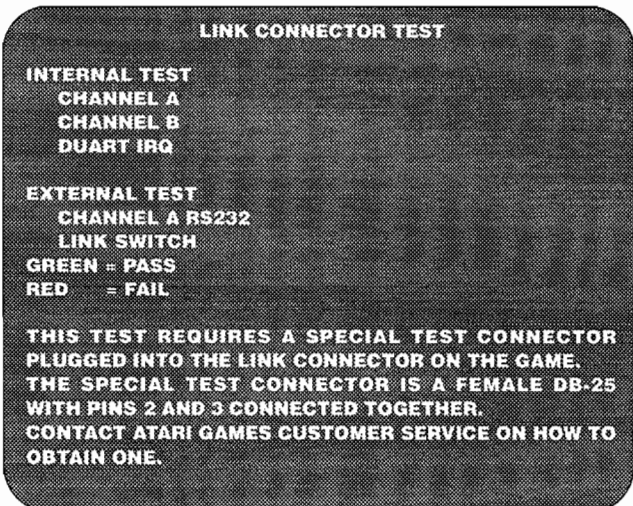 LINK CONNECTOR TEST
INTERNAL TEST
CHANNEL A
CHANNEL B
DUART IRQ
EXTERNAL TEST
CHANNEL A RS232
LINK SWITCH
GREEN = PASS
RED = FAIL
THIS TEST REQUIRES A SPECIAL TEST CONNECTOR
PLUGGED INTO THE LINK CONNECTOR ON THE GAME.
THE SPECIAL TEST CONNECTOR IS A FEMALE DB-25
WITH PINS 2 AND 3 CONNECTED TOGETHER.
CONTACT ATARI GAMES CUSTOMER SERVICE ON HOW TO
OBTAIN ONE.